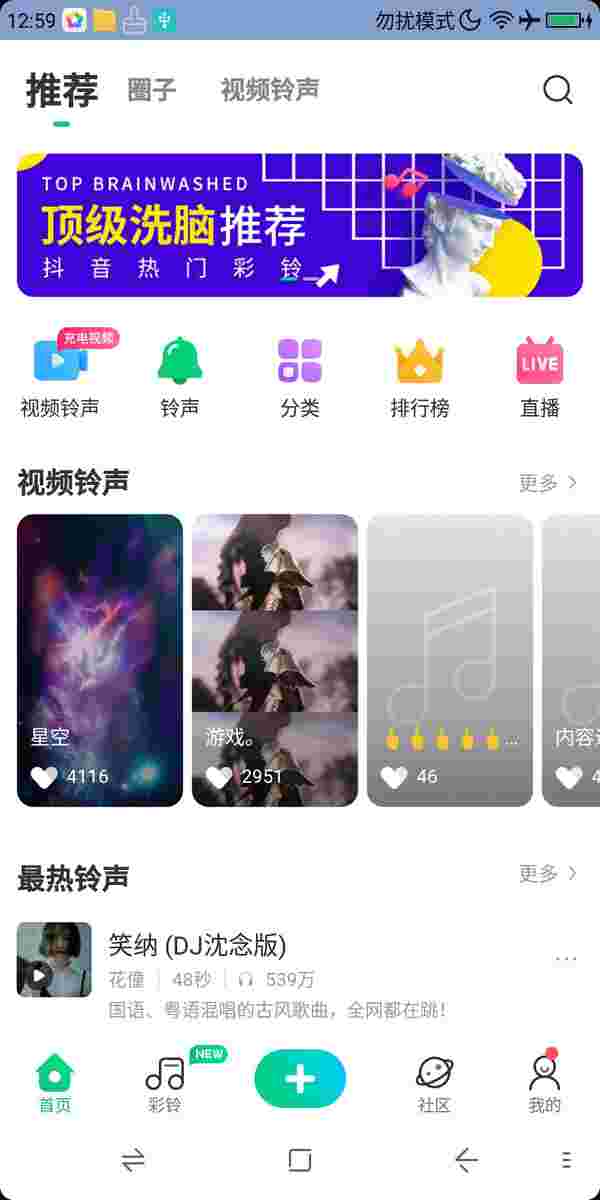 12:59
勿扰模式
推荐
圈子
视频铃声
TOP BRAINWASHED
顶级洗脑推荐
抖音热门彩铃
充电视频
LIVE
视频铃声
铃声
分类
排行榜
直播
视频铃声
更多
星空
4116
游戏。
2951
🖕🖕🖕🖕🖕...
46
内容
4
最热铃声
更多
笑纳 (DJ沈念版)
花僮
48秒
539万
国语、粤语混唱的古风歌曲，全网都在跳！
NEW
首页
彩铃
社区
我的